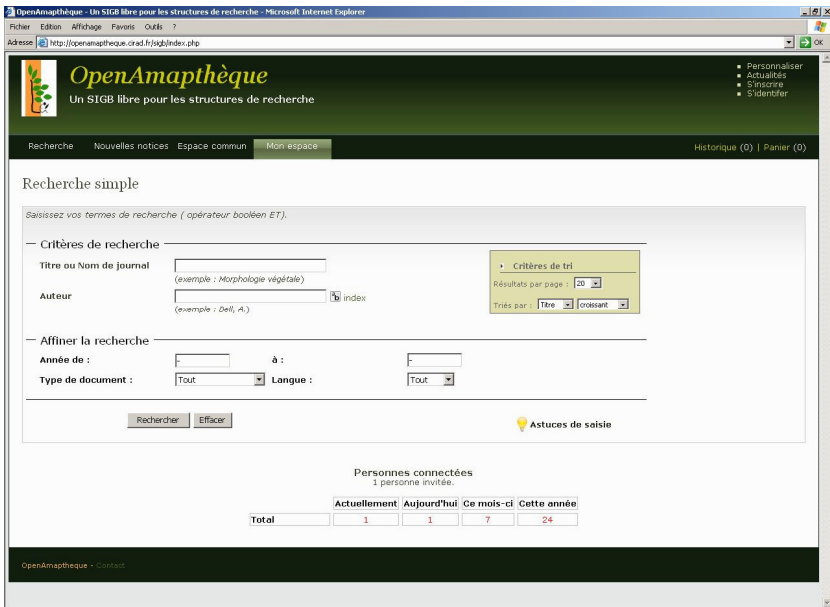 OpenAmapthèque - Un SIGB libre pour les structures de recherche - Microsoft Internet Explorer
Fichier Edition Affichage Favoris Outils ?
Adresse http://openamaptheque.cirad.fr/sigb/index.php OK
OpenAmapthèque
Un SIGB libre pour les structures de recherche
Personnaliser
Actualités
S'inscrire
S'identifer
Recherche Nouvelles notices Espace commun Mon espace Historique (0) | Panier (0)
Recherche simple
Saisissez vos termes de recherche ( opérateur booléen ET).
Critères de recherche
Titre ou Nom de journal
(exemple : Morphologie végétale)
Auteur index
(exemple : Dell, A.)
Critères de tri
Résultats par page : 20
Triés par : Titre croissant
Affiner la recherche
Année de : - à : -
Type de document : Tout Langue : Tout
Rechercher Effacer Astuces de saisie
Personnes connectées
1 personne invitée.
Actuellement Aujourd'hui Ce mois-ci Cette année
Total 1 1 7 24
OpenAmaptheque - Contact